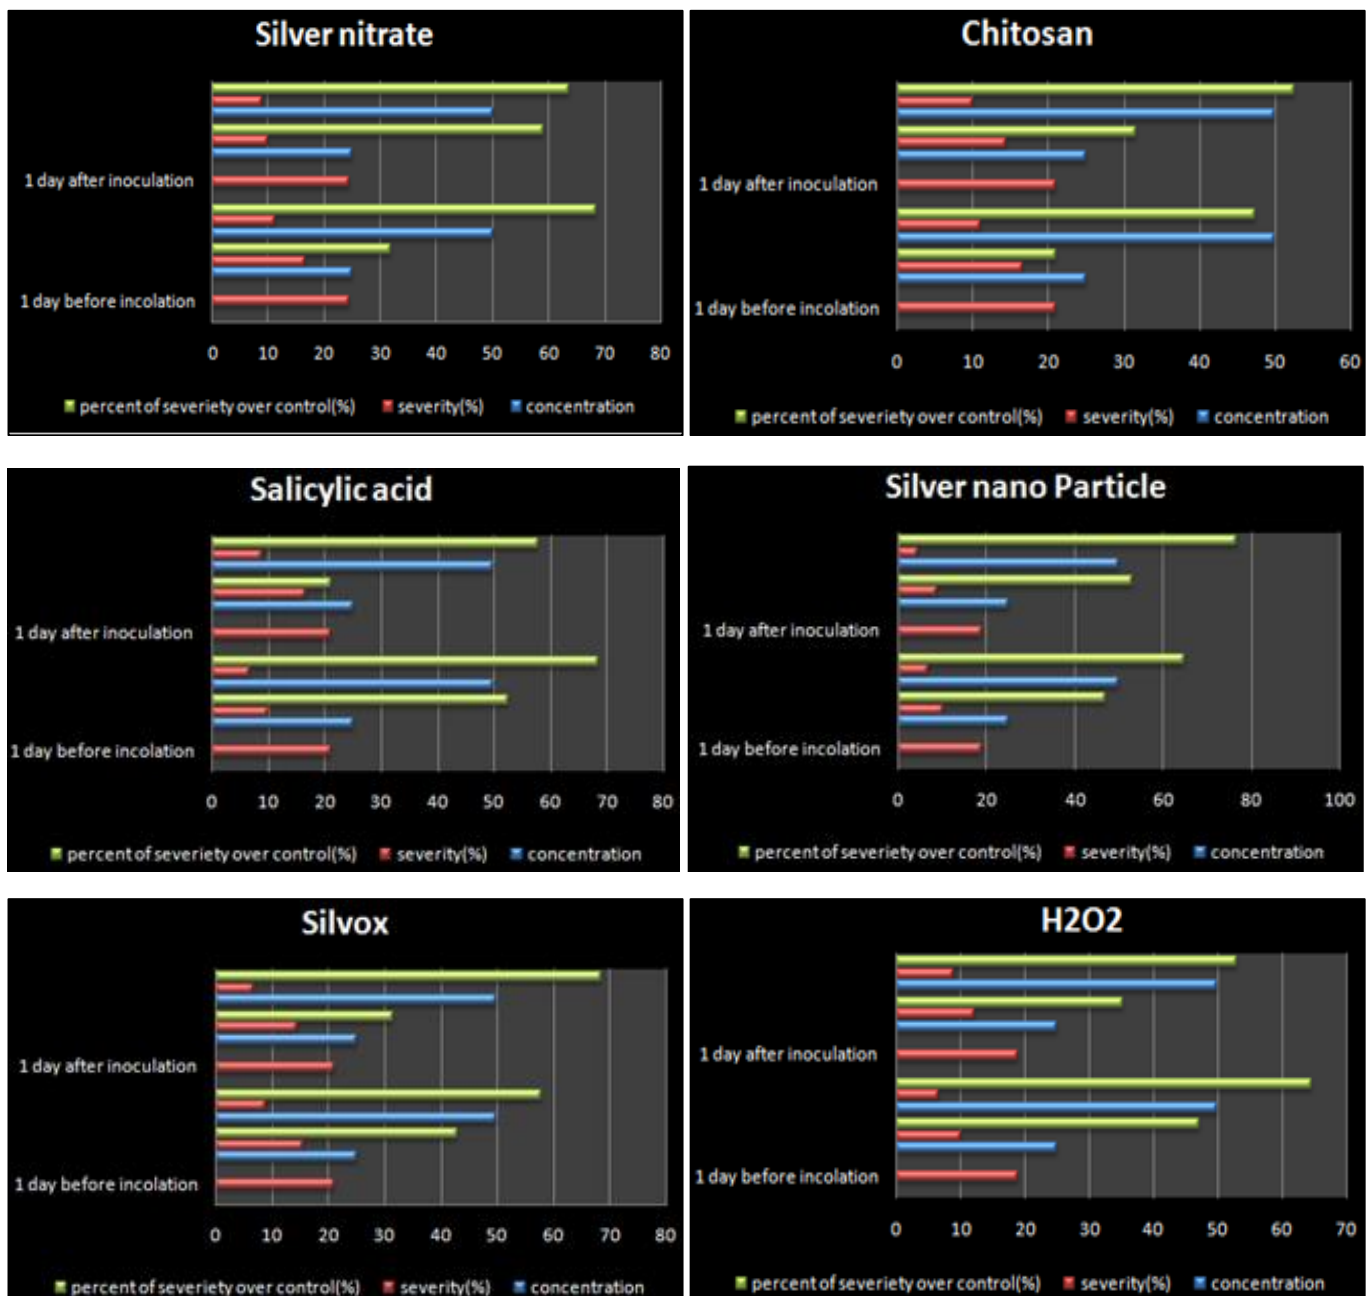 Silver nitrate
1 day after inoculation
1 day before incolation
0 10 20 30 40 50 60 70 80
percent of severiety over control(%) severity(%) concentration
Chitosan
1 day after inoculation
1 day before incolation
0 10 20 30 40 50 60
percent of severiety over control(%) severity(%) concentration
Salicylic acid
1 day after inoculation
1 day before incolation
0 10 20 30 40 50 60 70 80
percent of severiety over control(%) severity(%) concentration
Silver nano Particle
1 day after inoculation
1 day before incolation
0 20 40 60 80 100
percent of severiety over control(%) severity(%) concentration
Silvox
1 day after inoculation
1 day before incolation
0 10 20 30 40 50 60 70 80
percent of severiety over control(%) severity(%) concentration
H2O2
1 day after inoculation
1 day before incolation
0 10 20 30 40 50 60 70
percent of severiety over control(%) severity(%) concentration